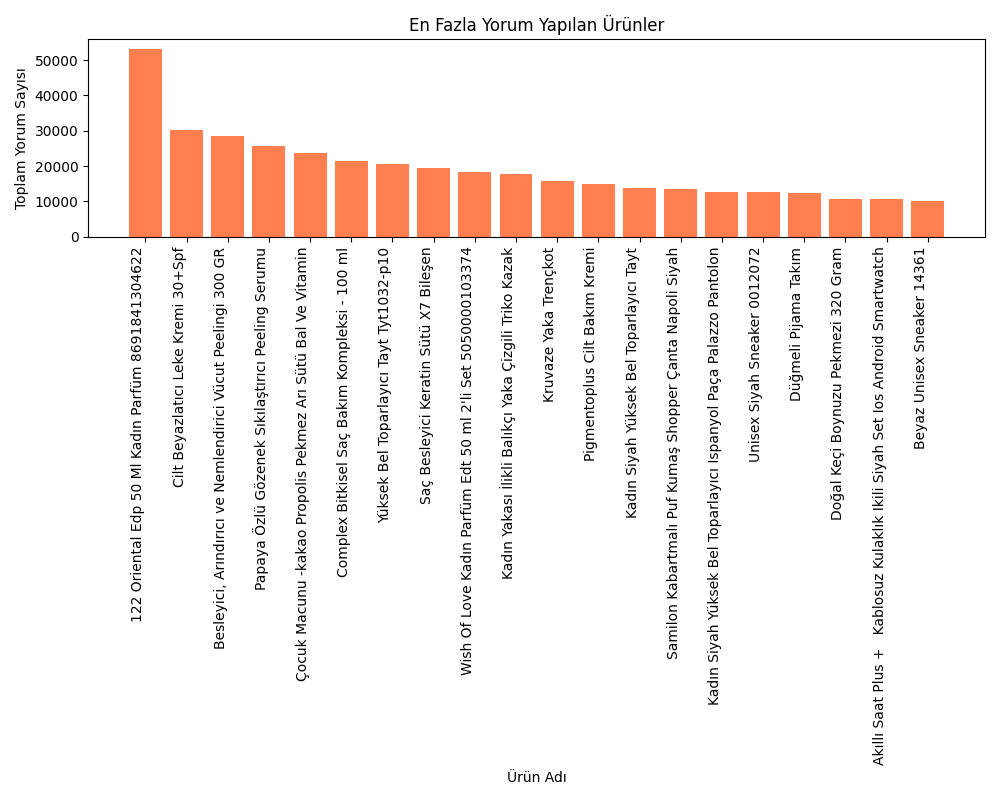 En Fazla Yorum Yapılan Ürünler
Toplam Yorum Sayısı
50000
40000
30000
20000
10000
0
122 Oriental Edp 50 Ml Kadın Parfüm 8691841304622
Cilt Beyazlatıcı Leke Kremi 30+Spf
Besleyici, Arındırıcı ve Nemlendirici Vücut Peelingi 300 GR
Papaya Özlü Gözenek Sıkılaştırıcı Peeling Serumu
Çocuk Macunu -kakao Propolis Pekmez Arı Sütü Bal Ve Vitamin
Complex Bitkisel Saç Bakım Kompleksi - 100 ml
Yüksek Bel Toparlayıcı Tayt Tyt1032-p10
Saç Besleyici Keratin Sütü X7 Bileşen
Wish Of Love Kadın Parfüm Edt 50 ml 2'li Set 5050000103374
Kadın Yakası İlikli Balıkçı Yaka Çizgili Triko Kazak
Kruvaze Yaka Trençkot
Pigmentoplus Cilt Bakım Kremi
Kadın Siyah Yüksek Bel Toparlayıcı Tayt
Samilon Kabartmalı Puf Kumaş Shopper Çanta Napoli Siyah
Kadın Siyah Yüksek Bel Toparlayıcı Ispanyol Paça Palazzo Pantolon
Unisex Siyah Sneaker 0012072
Düğmeli Pijama Takım
Doğal Keçi Boynuzu Pekmezi 320 Gram
Akıllı Saat Plus + Kablosuz Kulaklık Ikili Siyah Set Ios Android Smartwatch
Beyaz Unisex Sneaker 14361
Ürün Adı